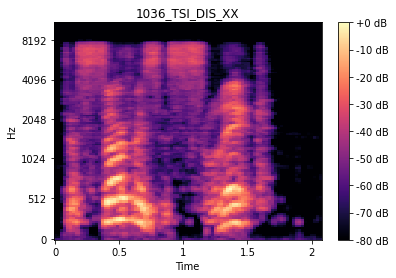 1036_TSI_DIS_XX
+0 dB
8192
-10 dB
4096
-20 dB
-30 dB
2048
Hz
-40 dB
1024
-50 dB
512
-60 dB
-70 dB
0
-80 dB
0
0.5
1
1.5
2
Time